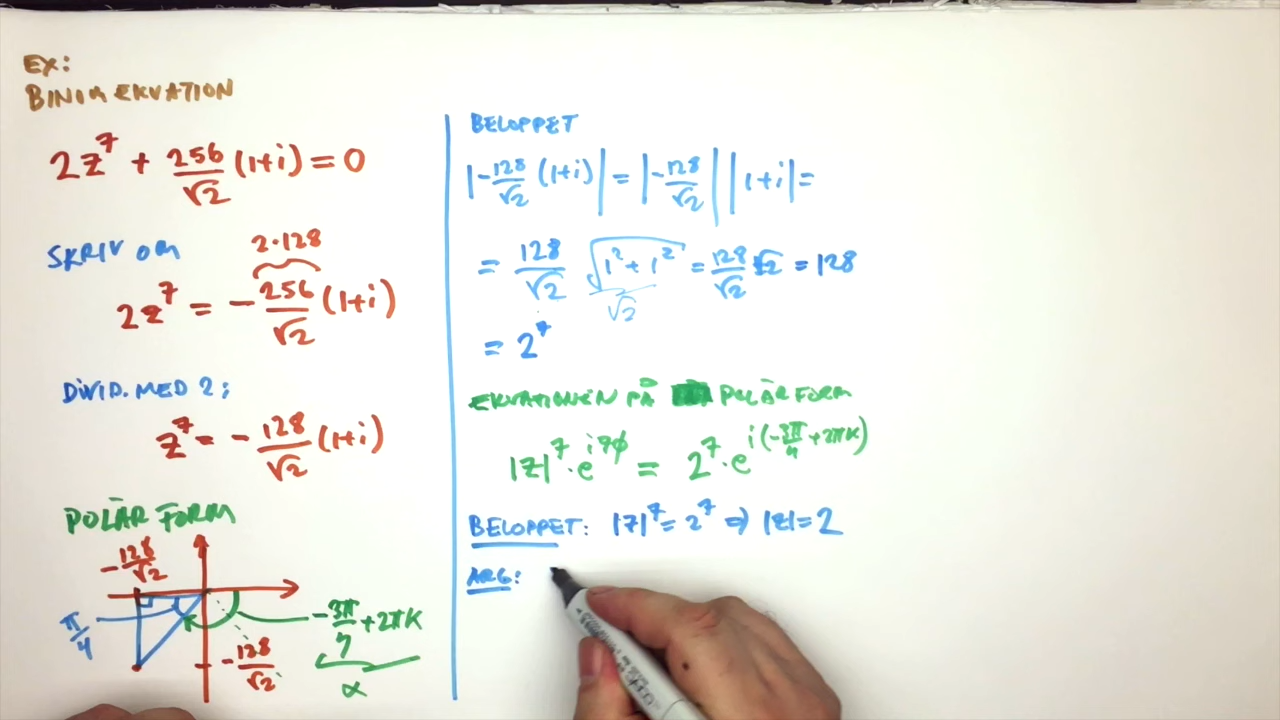 EX:
BINOM EKVATION
2z⁷ + 256/√2 (1+i) = 0
SKRIV OM
2·128
2z⁷ = -256/√2 (1+i)
DIVID. MED 2;
z⁷ = -128/√2 (1+i)
POLÄR FORM
-128/√2
π/4
-3π/4 + 2πk
-128/√2
α
BELOPPET
|-128/√2 (1+i)| = |-128/√2| |1+i| =
= 128/√2 √(1²+1²) = 128/√2 √2 = 128
√2
= 2⁷
EKVATIONEN PÅ POLÄR FORM
|z|⁷ · e^(i7φ) = 2⁷ · e^(i(-3π/4 + 2πk))
BELOPPET: |z|⁷ = 2⁷ ⇒ |z| = 2
ARG: